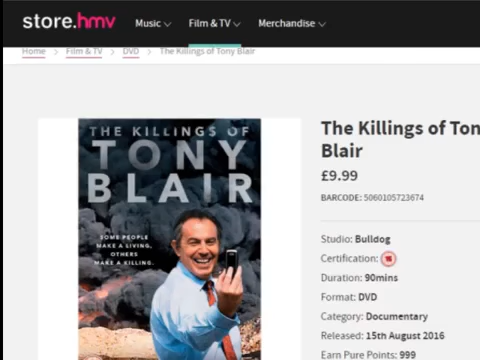 store.hmv Music Film & TV Merchandise
Home Film & TV DVD The Killings of Tony Blair
THE KILLINGS OF
TONY
BLAIR
SOME PEOPLE
MAKE A LIVING,
OTHERS
MAKE A KILLING.
The Killings of Ton
Blair
£9.99
BARCODE: 5060105723674
Studio: Bulldog
Certification:
Duration: 90mins
Format: DVD
Category: Documentary
Released: 15th August 2016
Earn Pure Points: 999